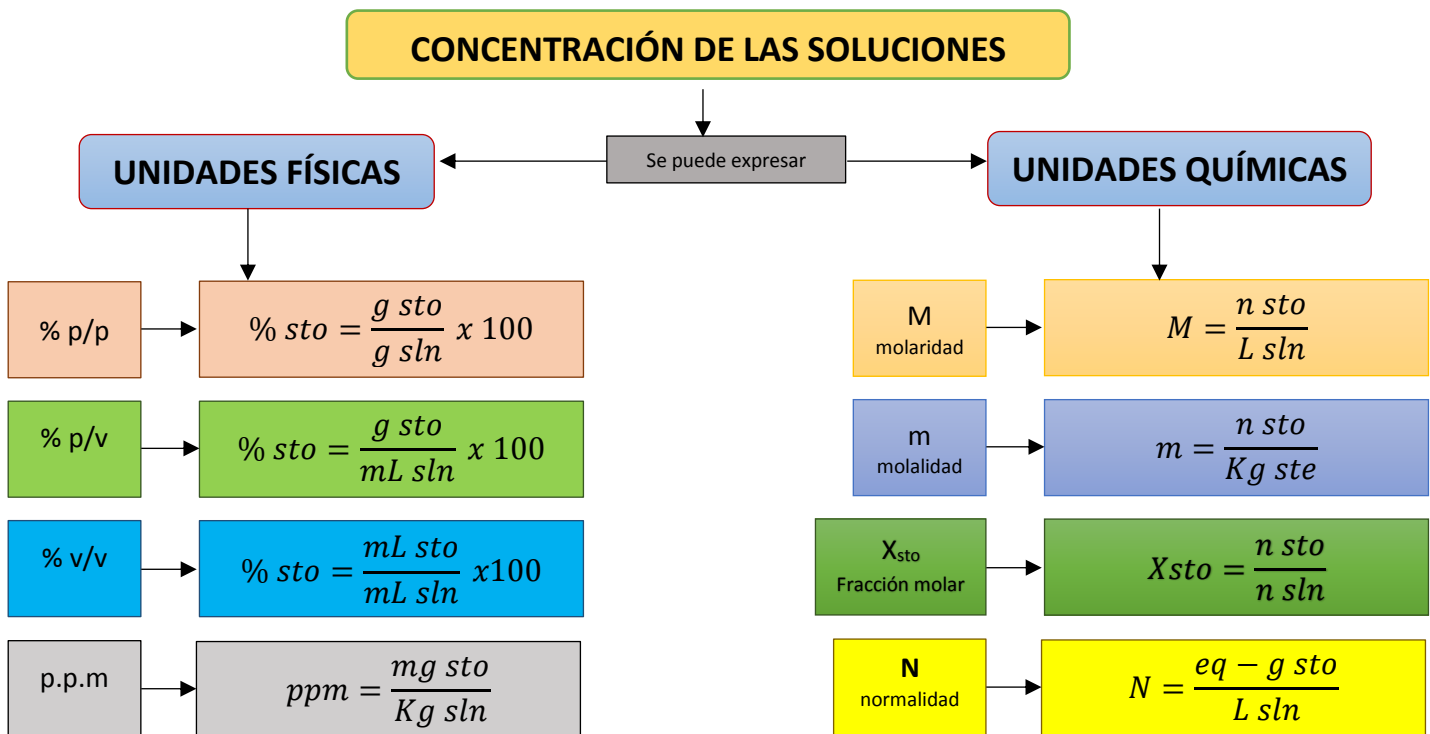 CONCENTRACIÓN DE LAS SOLUCIONES
Se puede expresar
UNIDADES FÍSICAS
% p/p
% sto = g sto / g sln x 100
% p/v
% sto = g sto / mL sln x 100
% v/v
% sto = mL sto / mL sln x100
p.p.m
ppm = mg sto / Kg sln
UNIDADES QUÍMICAS
M
molaridad
M = n sto / L sln
m
molalidad
m = n sto / Kg ste
Xsto
Fracción molar
Xsto = n sto / n sln
N
normalidad
N = eq − g sto / L sln